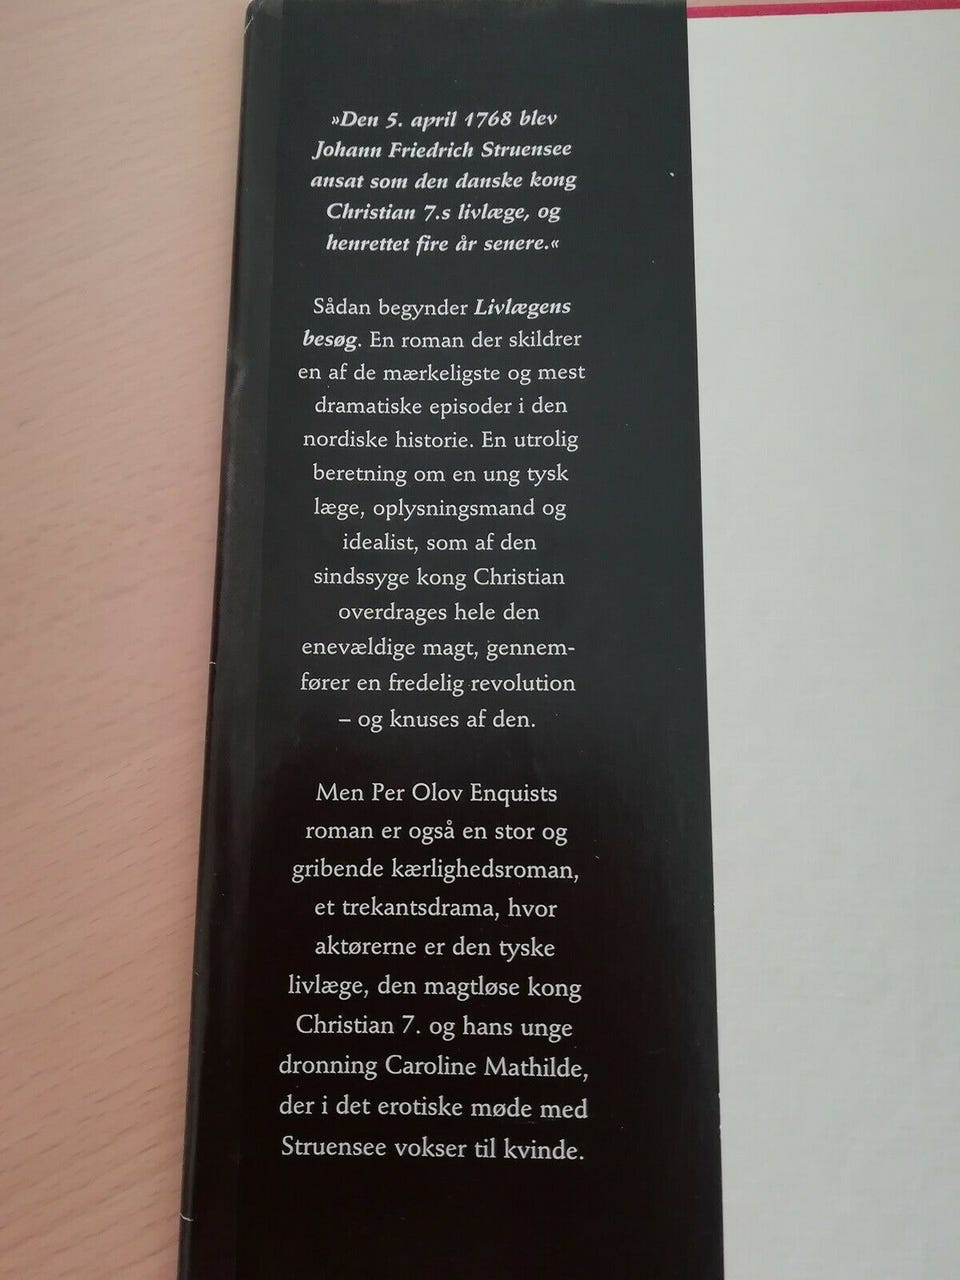 »Den 5. april 1768 blev
Johann Friedrich Struensee
ansat som den danske kong
Christian 7.s livlæge, og
henrettet fire år senere.«
Sådan begynder Livlægens
besøg. En roman der skildrer
en af de mærkeligste og mest
dramatiske episoder i den
nordiske historie. En utrolig
beretning om en ung tysk
læge, oplysningsmand og
idealist, som af den
sindssyge kong Christian
overdrages hele den
enevældige magt, gennem-
fører en fredelig revolution
– og knuses af den.
Men Per Olov Enquists
roman er også en stor og
gribende kærlighedsroman,
et trekantsdrama, hvor
aktørerne er den tyske
livlæge, den magtløse kong
Christian 7. og hans unge
dronning Caroline Mathilde,
der i det erotiske møde med
Struensee vokser til kvinde.